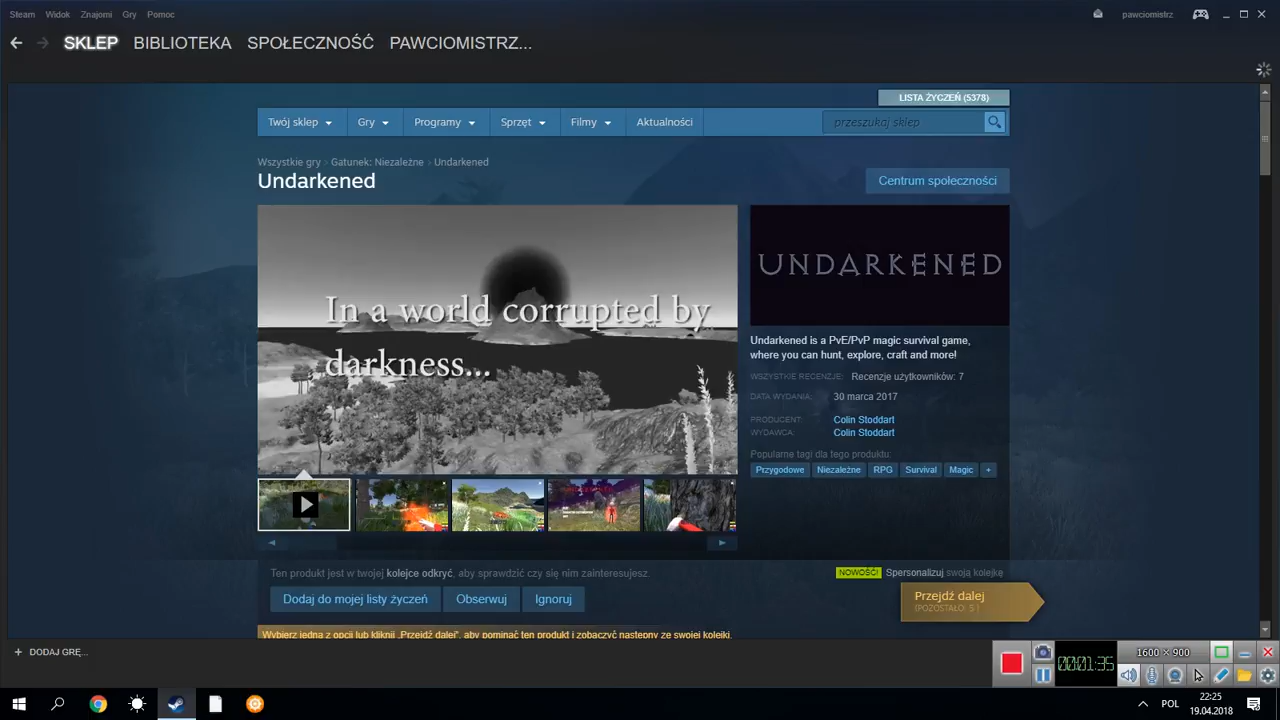 Steam Widok Znajomi Gry Pomoc
pawciomistrz
SKLEP BIBLIOTEKA SPOŁECZNOŚĆ PAWCIOMISTRZ...
LISTA ŻYCZEŃ (5378)
Twój sklep Gry Programy Sprzęt Filmy Aktualności
przeszukaj sklep
Wszystkie gry > Gatunek: Niezależne > Undarkened
Undarkened
Centrum społeczności
In a world corrupted by
darkness...
UNDARKENED
Undarkened is a PvE/PvP magic survival game,
where you can hunt, explore, craft and more!
WSZYSTKIE RECENZJE: Recenzje użytkowników: 7
DATA WYDANIA: 30 marca 2017
PRODUCENT: Colin Stoddart
WYDAWCA: Colin Stoddart
Popularne tagi dla tego produktu:
Przygodowe Niezależne RPG Survival Magic +
Ten produkt jest w twojej kolejce odkryć, aby sprawdzić czy się nim zainteresujesz.
NOWOŚĆ! Spersonalizuj swoją kolejkę
Dodaj do mojej listy życzeń Obserwuj Ignoruj
Przejdź dalej
(POZOSTAŁO: 5 )
Wybierz jedną z opcji lub kliknij „Przejdź dalej”, aby pominąć ten produkt i zobaczyć następny ze swojej kolejki.
+ DODAJ GRĘ...
1600 × 900
00:01:35
POL
22:25
19.04.2018